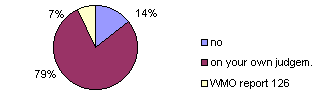 7%
14%
79%
no
on your own judgem.
WMO report 126